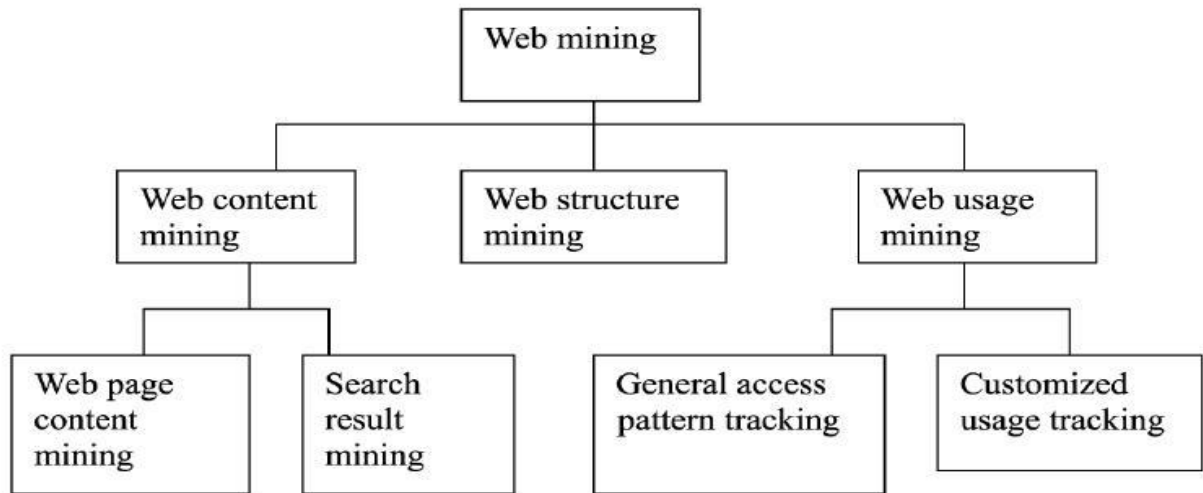 Web mining
Web content
mining
Web structure
mining
Web usage
mining
Web page
content
mining
Search
result
mining
General access
pattern tracking
Customized
usage tracking